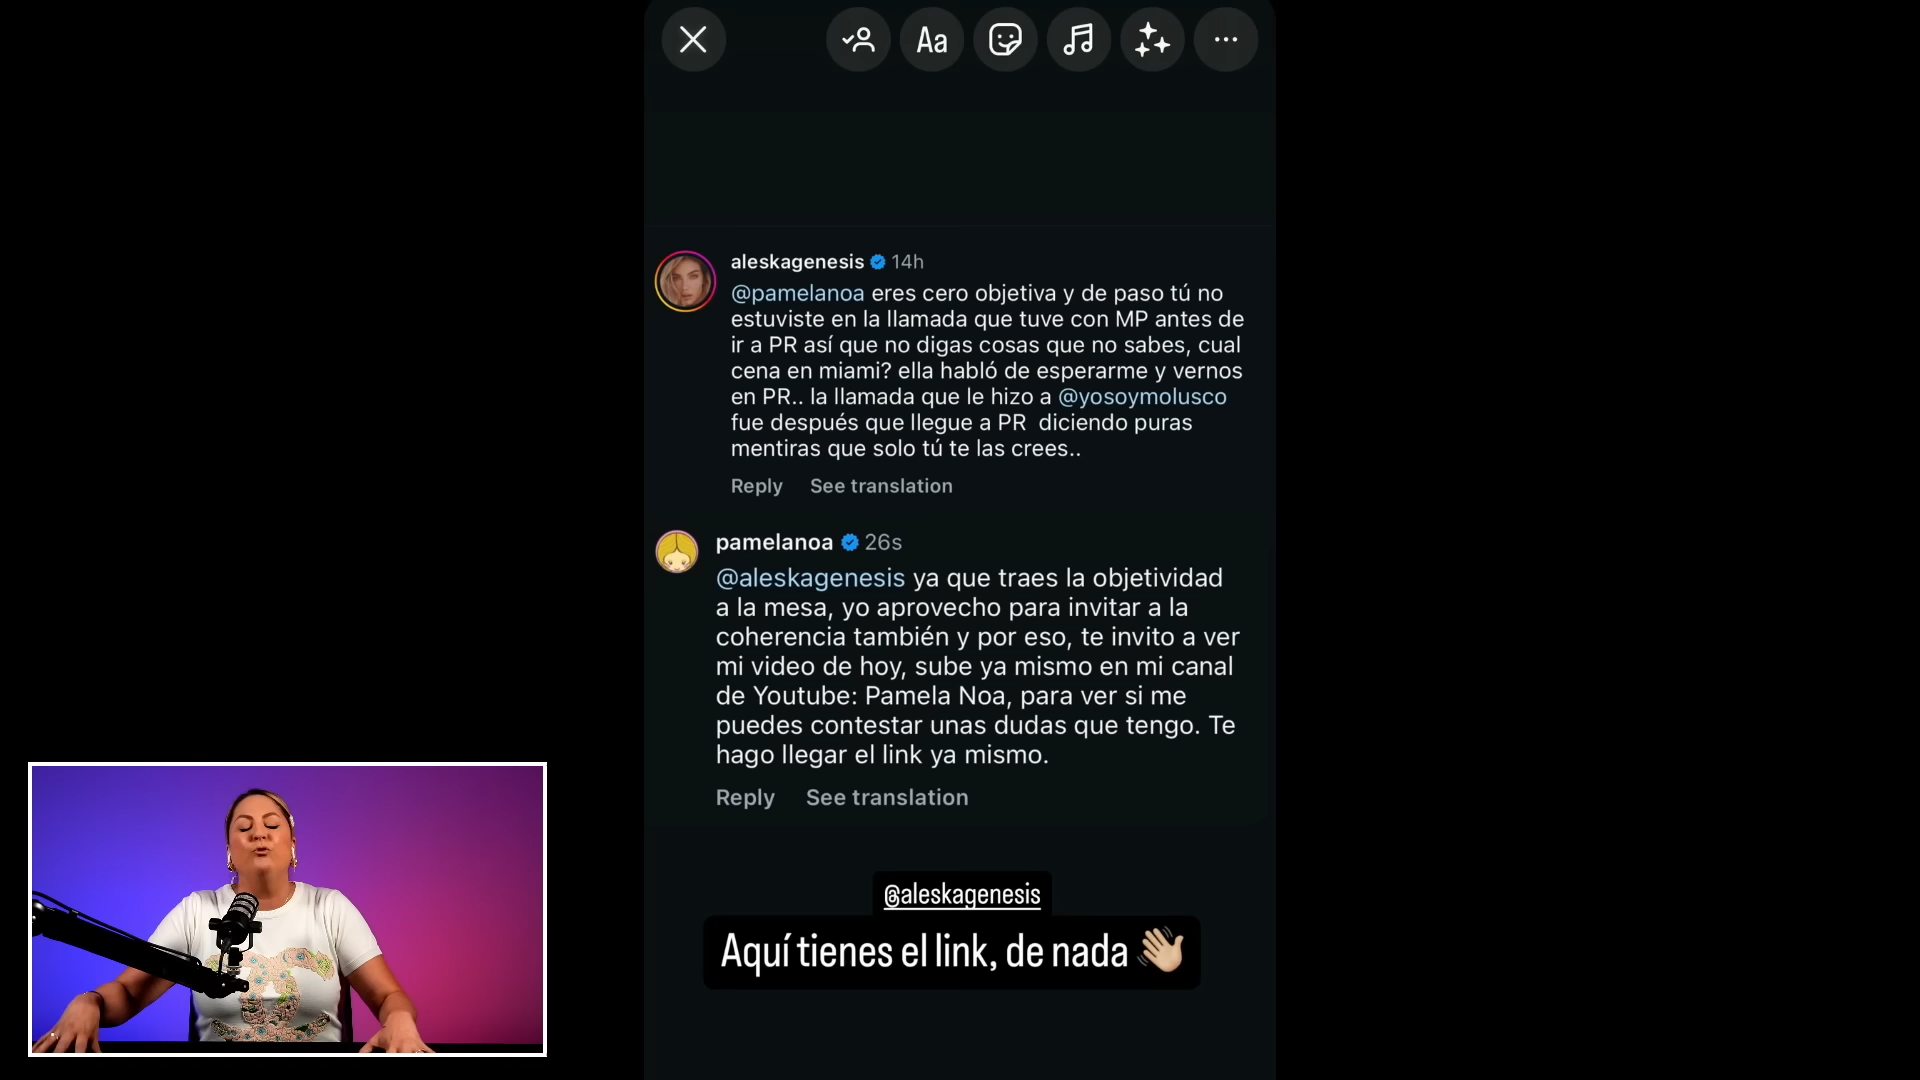 Aa
aleskagenesis 14h
@pamelanoa eres cero objetiva y de paso tú no
estuviste en la llamada que tuve con MP antes de
ir a PR así que no digas cosas que no sabes, cual
cena en miami? ella habló de esperarme y vernos
en PR.. la llamada que le hizo a @yosoymolusco
fue después que llegue a PR diciendo puras
mentiras que solo tú te las crees..
Reply See translation
pamelanoa 26s
@aleskagenesis ya que traes la objetividad
a la mesa, yo aprovecho para invitar a la
coherencia también y por eso, te invito a ver
mi video de hoy, sube ya mismo en mi canal
de Youtube: Pamela Noa, para ver si me
puedes contestar unas dudas que tengo. Te
hago llegar el link ya mismo.
Reply See translation
@aleskagenesis
Aquí tienes el link, de nada 👋🏼